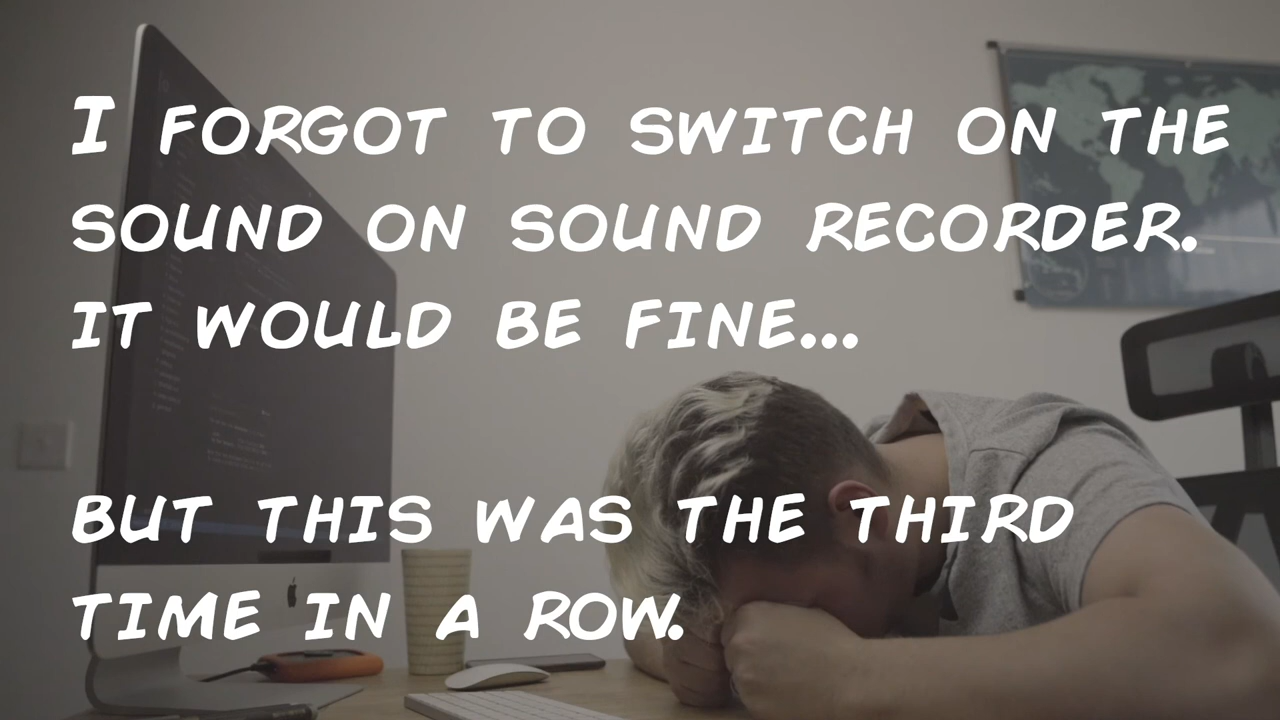 I FORGOT TO SWITCH ON THE
SOUND ON SOUND RECORDER.
IT WOULD BE FINE...
BUT THIS WAS THE THIRD
TIME IN A ROW.